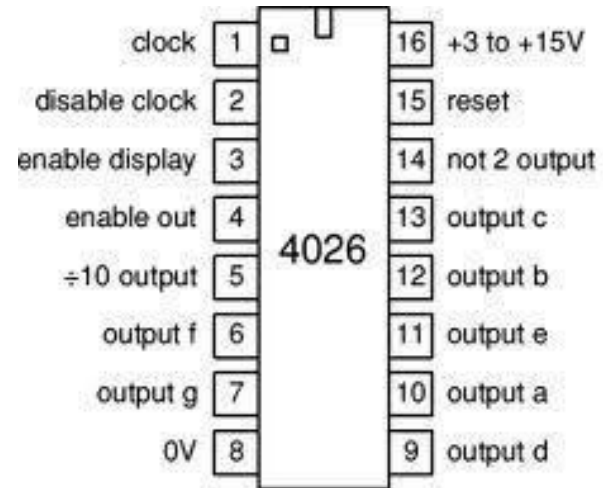 clock 1 16 +3 to +15V
disable clock 2 15 reset
enable display 3 14 not 2 output
enable out 4 13 output c
4026
÷10 output 5 12 output b
output f 6 11 output e
output g 7 10 output a
0V 8 9 output d